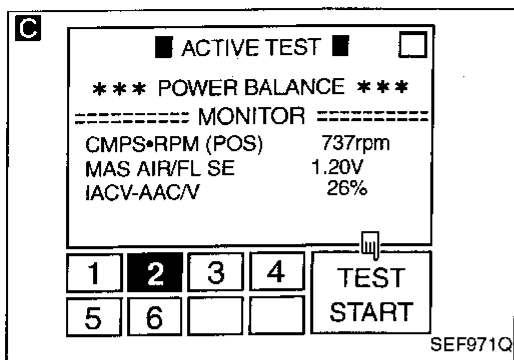 C
■ ACTIVE TEST ■
*** POWER BALANCE ***
========== MONITOR =========
CMPS•RPM (POS) 737rpm
MAS AIR/FL SE 1.20V
IACV-AAC/V 26%
1 2 3 4 TEST
5 6 START
SEF971Q